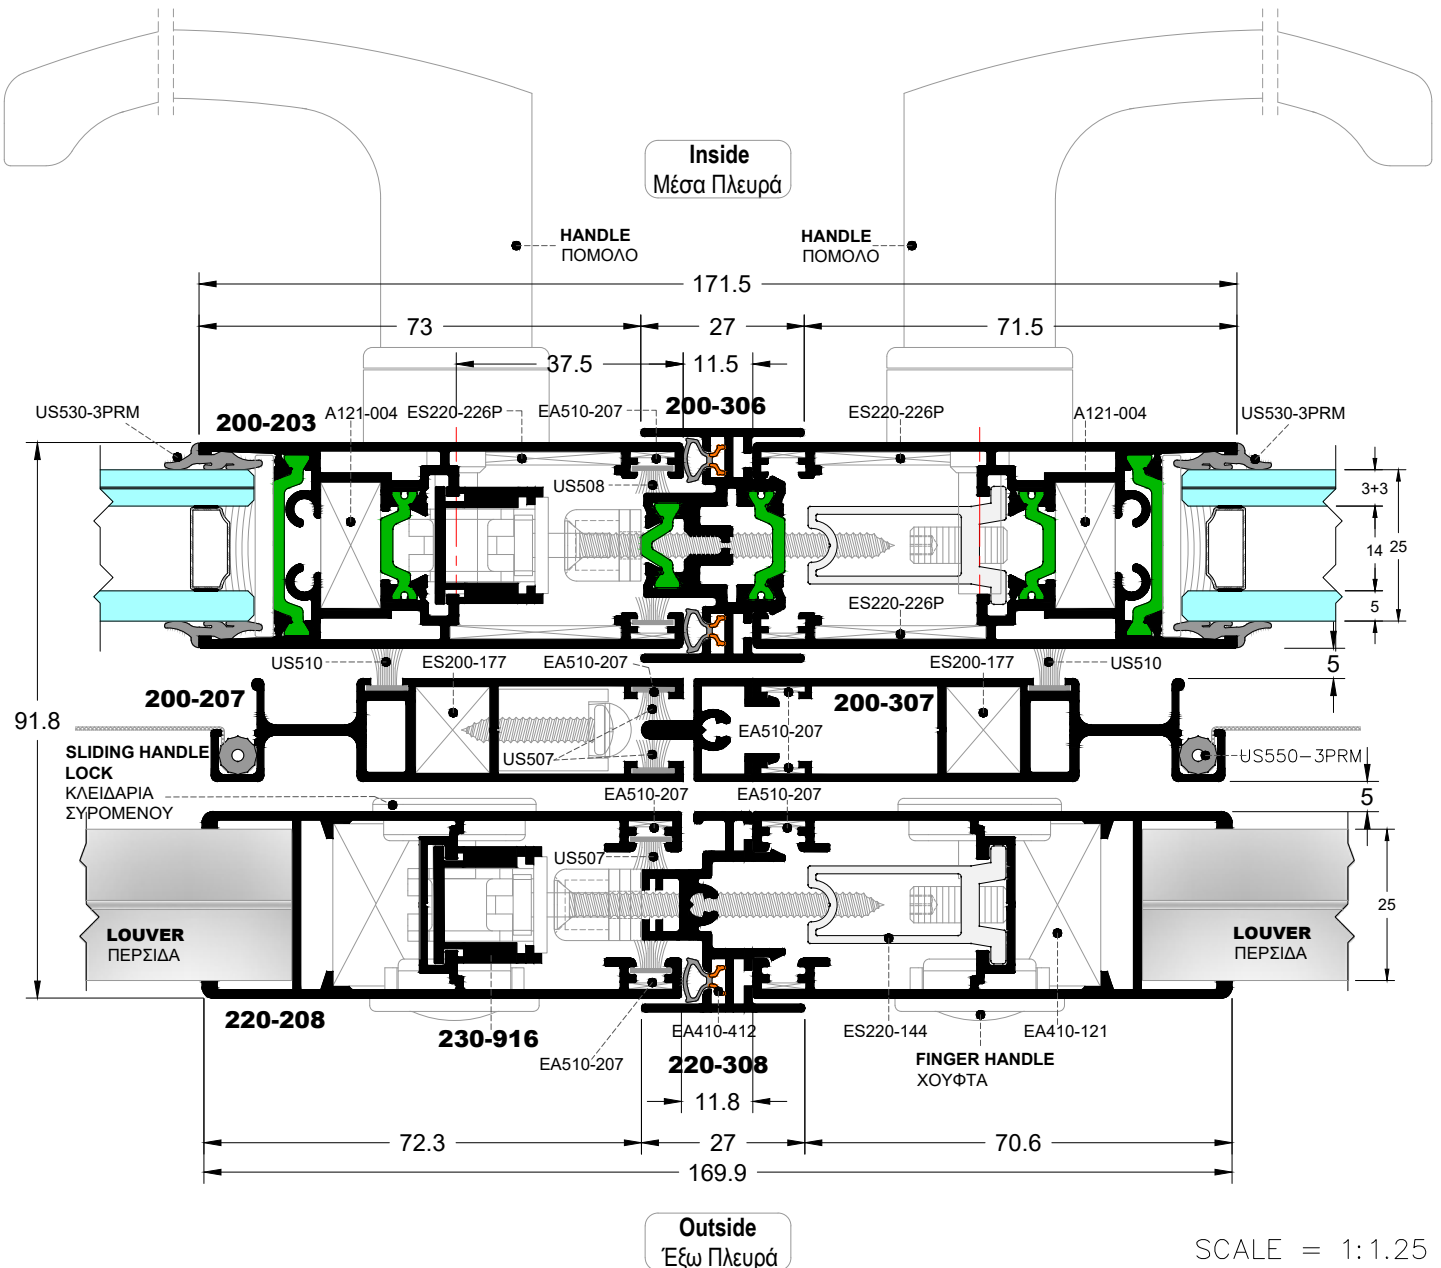 Inside
Μέσα Πλευρά
HANDLE
ΠΟΜΟΛΟ
HANDLE
ΠΟΜΟΛΟ
171.5
73
27
71.5
37.5
11.5
US530-3PRM
200-203
A121-004
ES220-226P
EA510-207
200-306
ES220-226P
A121-004
US530-3PRM
US508
3+3
14
25
5
ES220-226P
US510
ES200-177
EA510-207
ES200-177
US510
5
200-207
200-307
91.8
EA510-207
SLIDING HANDLE
LOCK
ΚΛΕΙΔΑΡΙΑ
ΣΥΡΟΜΕΝΟΥ
US507
US550-3PRM
EA510-207
EA510-207
5
US507
25
LOUVER
ΠΕΡΣΙΔΑ
LOUVER
ΠΕΡΣΙΔΑ
220-208
230-916
EA410-412
ES220-144
EA410-121
EA510-207
220-308
FINGER HANDLE
ΧΟΥΦΤΑ
11.8
72.3
27
70.6
169.9
Outside
Έξω Πλευρά
SCALE = 1:1.25